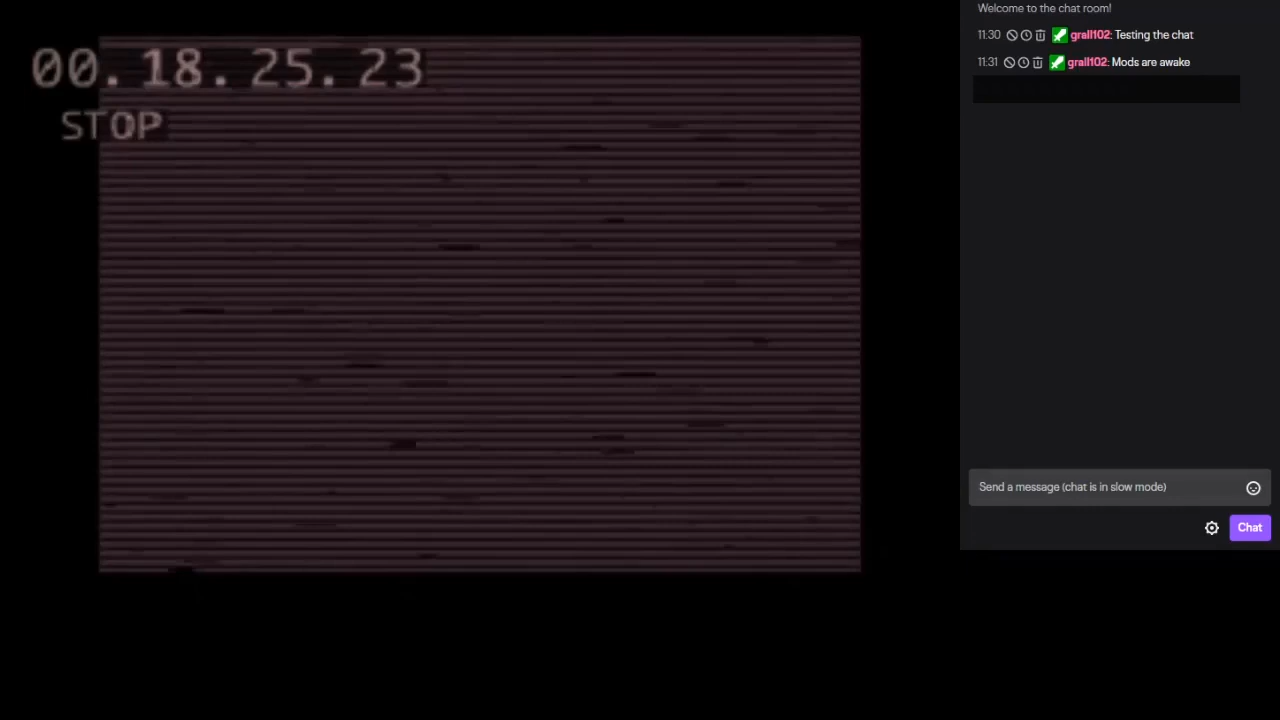 00.18.25.23
STOP
Welcome to the chat room!
11:30 grall102: Testing the chat
11:31 grall102: Mods are awake
Send a message (chat is in slow mode)
Chat